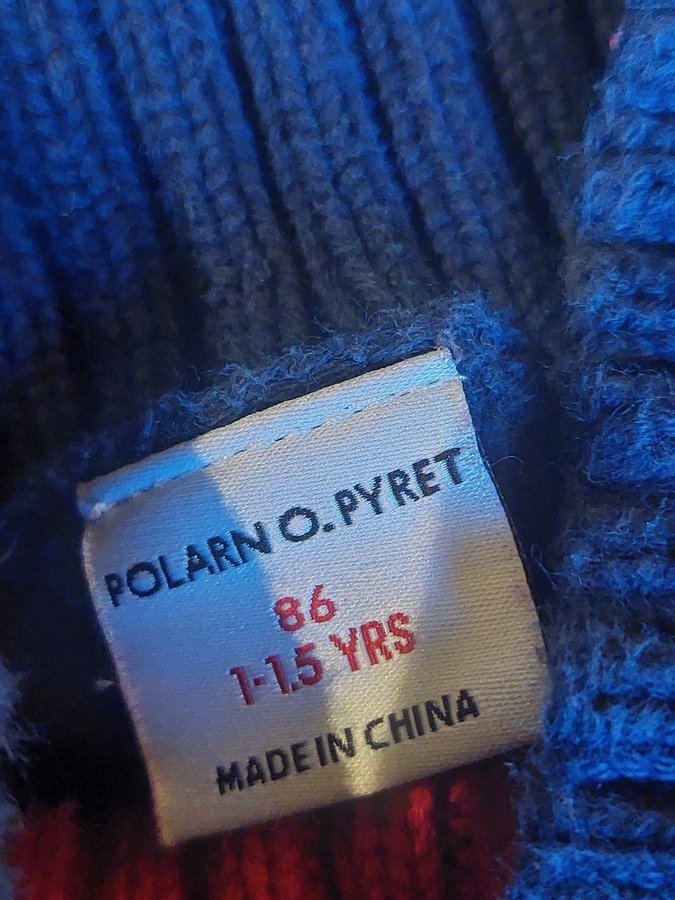 POLARN O. PYRET
86
1-1.5 YRS
MADE IN CHINA